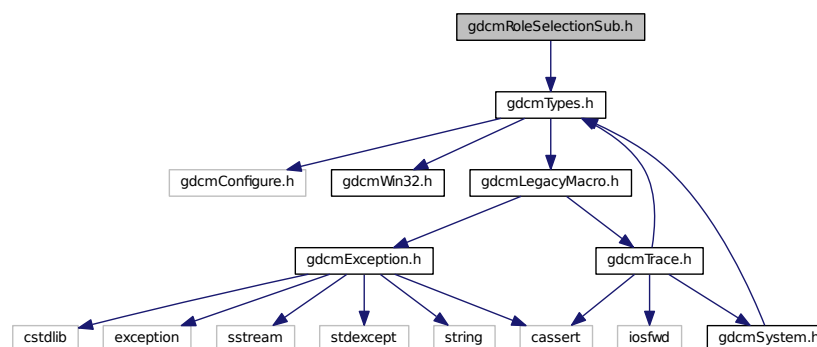 gdcmRoleSelectionSub.h
gdcmTypes.h
gdcmConfigure.h
gdcmWin32.h
gdcmLegacyMacro.h
gdcmException.h
gdcmTrace.h
cstdlib
exception
sstream
stdexcept
string
cassert
iosfwd
gdcmSystem.h